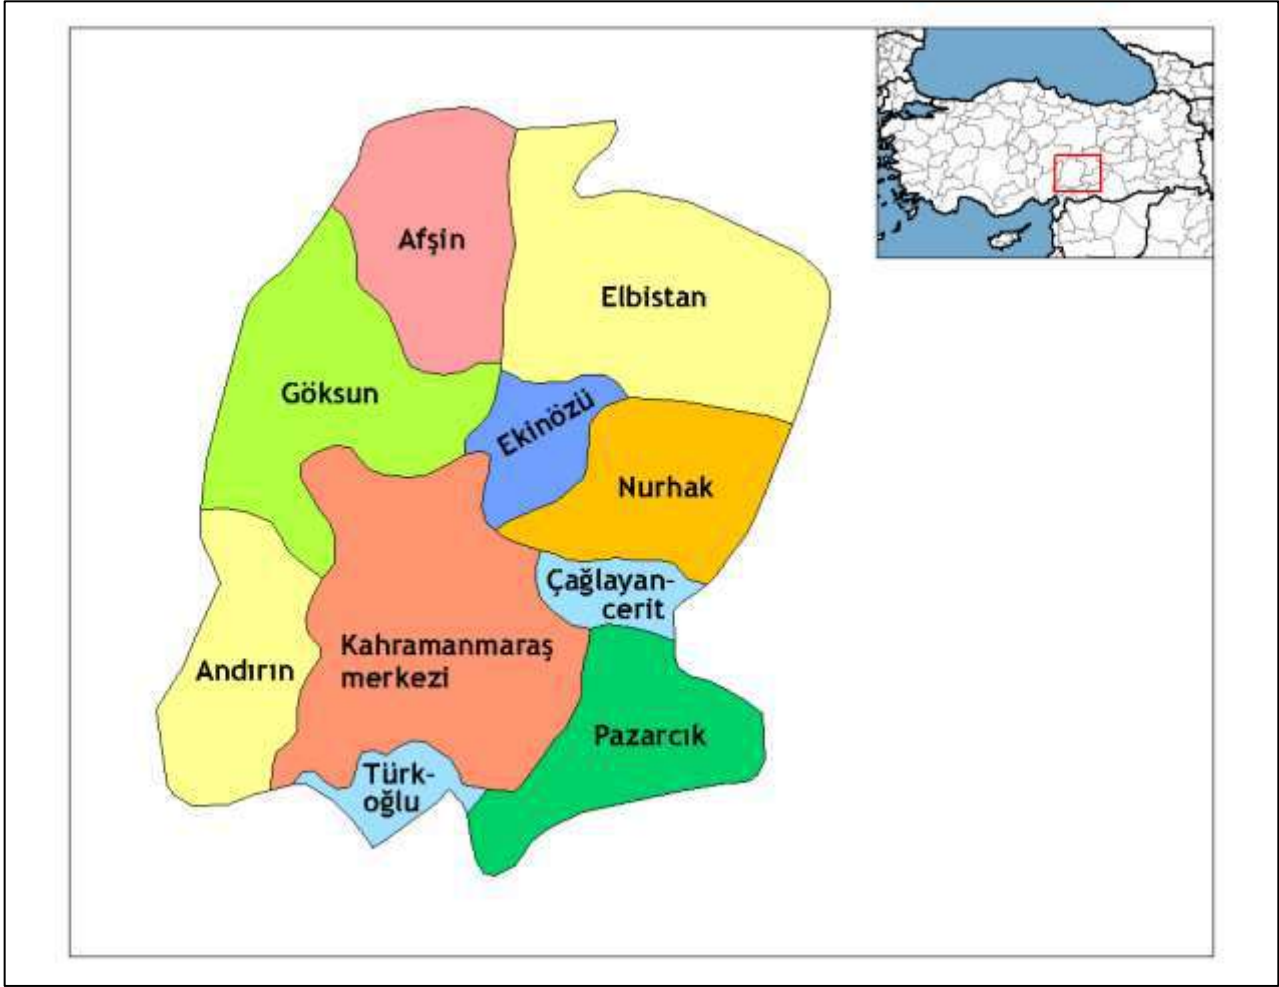 Afşin
Elbistan
Göksun
Ekinözü
Nurhak
Çağlayan-
cerit
Kahramanmaraş
merkezi
Andırın
Pazarcık
Türk-
oğlu